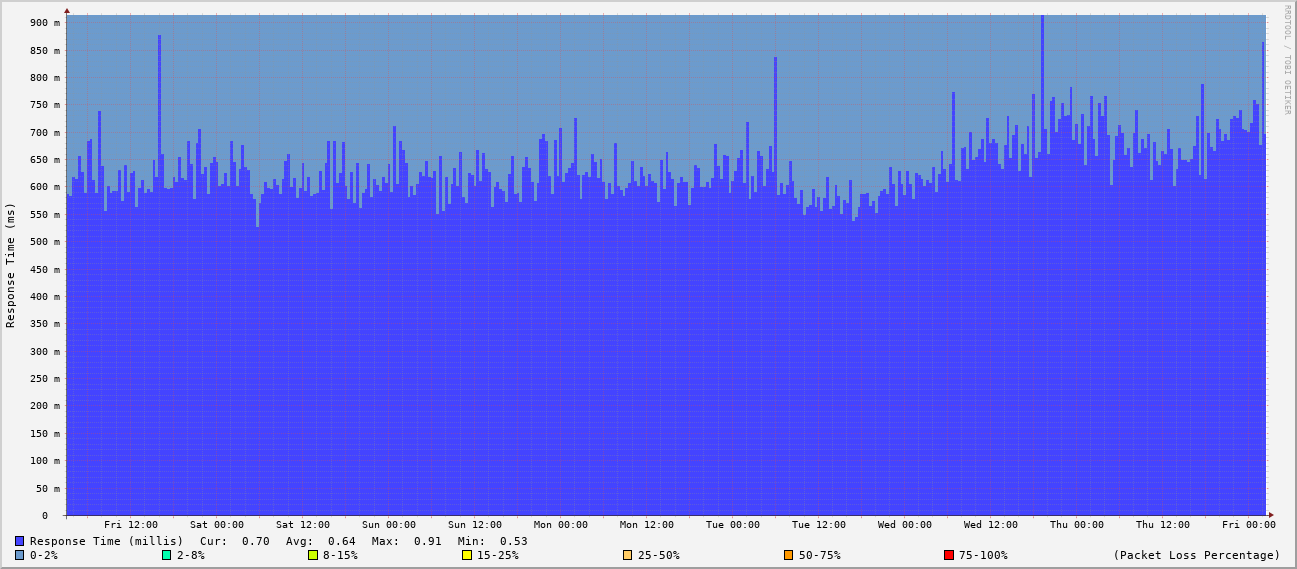 900 m
850 m
800 m
750 m
700 m
650 m
600 m
550 m
500 m
450 m
400 m
350 m
300 m
250 m
200 m
150 m
100 m
50 m
0
Response Time (ms)
RRDTOOL / TOBI OETIKER
Fri 12:00 Sat 00:00 Sat 12:00 Sun 00:00 Sun 12:00 Mon 00:00 Mon 12:00 Tue 00:00 Tue 12:00 Wed 00:00 Wed 12:00 Thu 00:00 Thu 12:00 Fri 00:00
Response Time (millis) Cur: 0.70 Avg: 0.64 Max: 0.91 Min: 0.53
0-2% 2-8% 8-15% 15-25% 25-50% 50-75% 75-100% (Packet Loss Percentage)